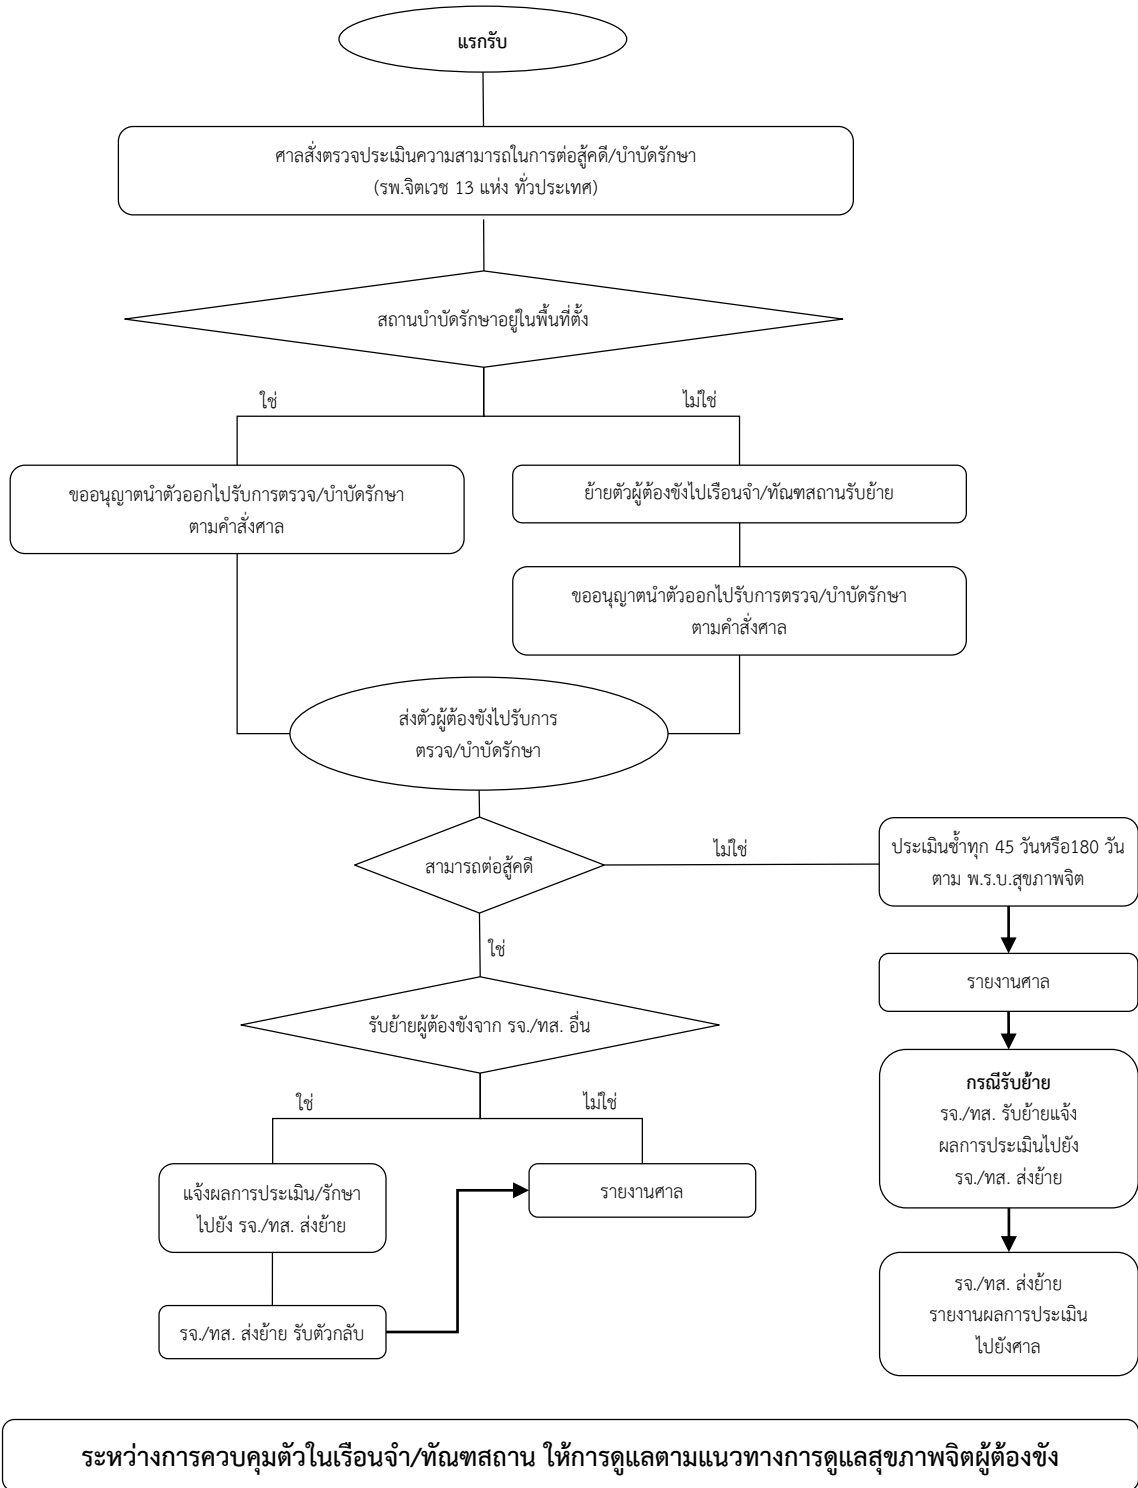 แรกรับ
ศาลสั่งตรวจประเมินความสามารถในการต่อสู้คดี/บำบัดรักษา
(รพ.จิตเวช 13 แห่ง ทั่วประเทศ)
สถานบำบัดรักษาอยู่ในพื้นที่ตั้ง
ใช่
ไม่ใช่
ขออนุญาตนำตัวออกไปรับการตรวจ/บำบัดรักษา
ตามคำสั่งศาล
ย้ายตัวผู้ต้องขังไปเรือนจำ/ทัณฑสถานรับย้าย
ขออนุญาตนำตัวออกไปรับการตรวจ/บำบัดรักษา
ตามคำสั่งศาล
ส่งตัวผู้ต้องขังไปรับการ
ตรวจ/บำบัดรักษา
สามารถต่อสู้คดี
ไม่ใช่
ประเมินซ้ำทุก 45 วันหรือ180 วัน
ตาม พ.ร.บ.สุขภาพจิต
ใช่
รายงานศาล
รับย้ายผู้ต้องขังจาก รจ./ทส. อื่น
กรณีรับย้าย
รจ./ทส. รับย้ายแจ้ง
ผลการประเมินไปยัง
รจ./ทส. ส่งย้าย
ใช่
ไม่ใช่
แจ้งผลการประเมิน/รักษา
ไปยัง รจ./ทส. ส่งย้าย
รายงานศาล
รจ./ทส. ส่งย้าย รับตัวกลับ
รจ./ทส. ส่งย้าย
รายงานผลการประเมิน
ไปยังศาล
ระหว่างการควบคุมตัวในเรือนจำ/ทัณฑสถาน ให้การดูแลตามแนวทางการดูแลสุขภาพจิตผู้ต้องขัง